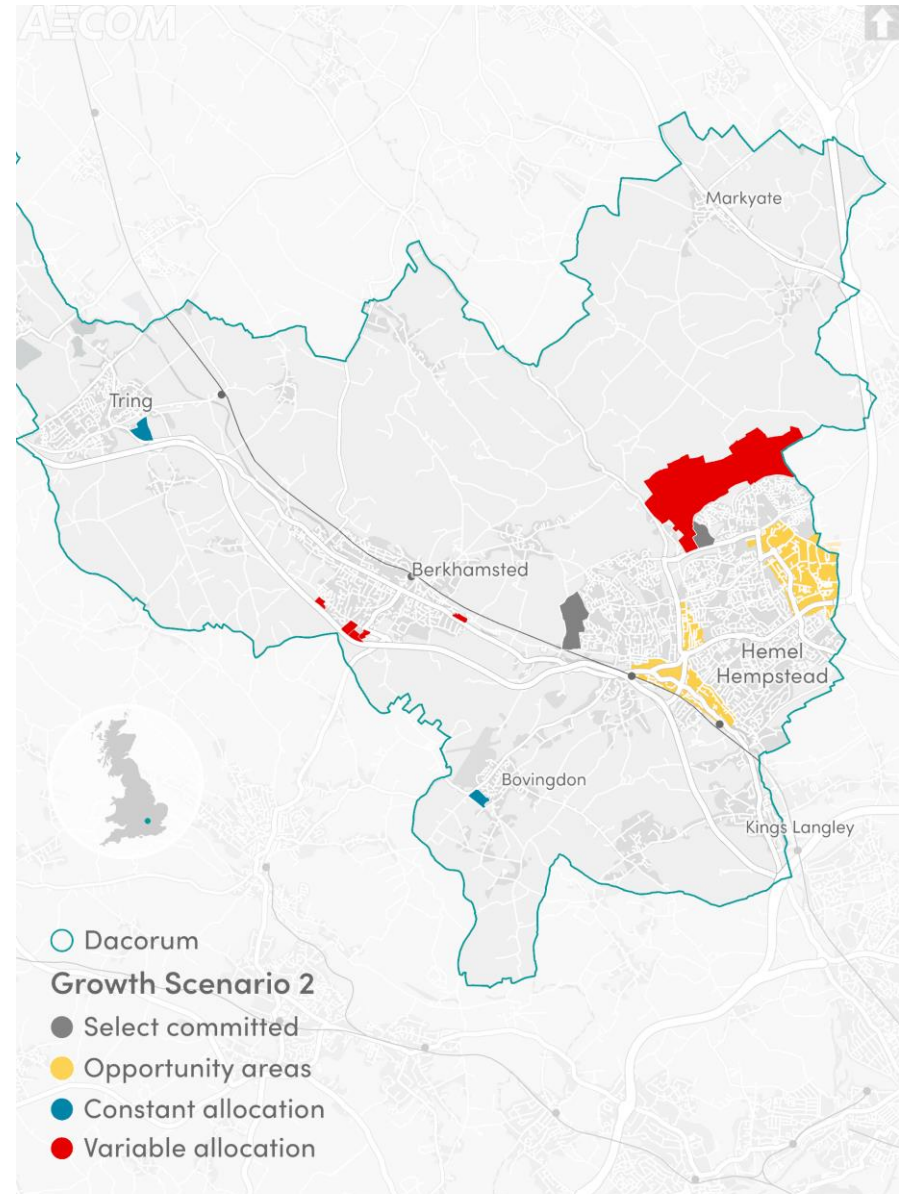 AECOM
Markyate
Tring
Berkhamsted
Hemel
Hempstead
Bovingdon
Kings Langley
Dacorum
Growth Scenario 2
Select committed
Opportunity areas
Constant allocation
Variable allocation